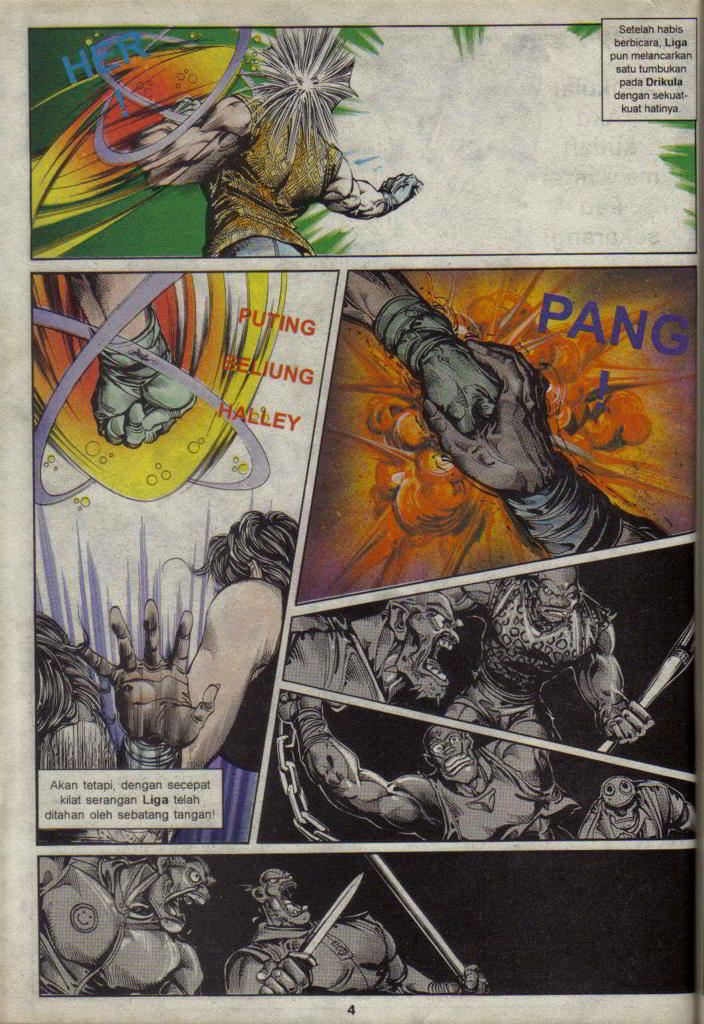 HER
!
Setelah habis
berbicara, Liga
pun melancarkan
satu tumbukan
pada Drikula
dengan sekuat-
kuat hatinya.
PUTING
BELIUNG
HALLEY
PANG
!
Akan tetapi, dengan secepat
kilat serangan Liga telah
ditahan oleh sebatang tangan!
4